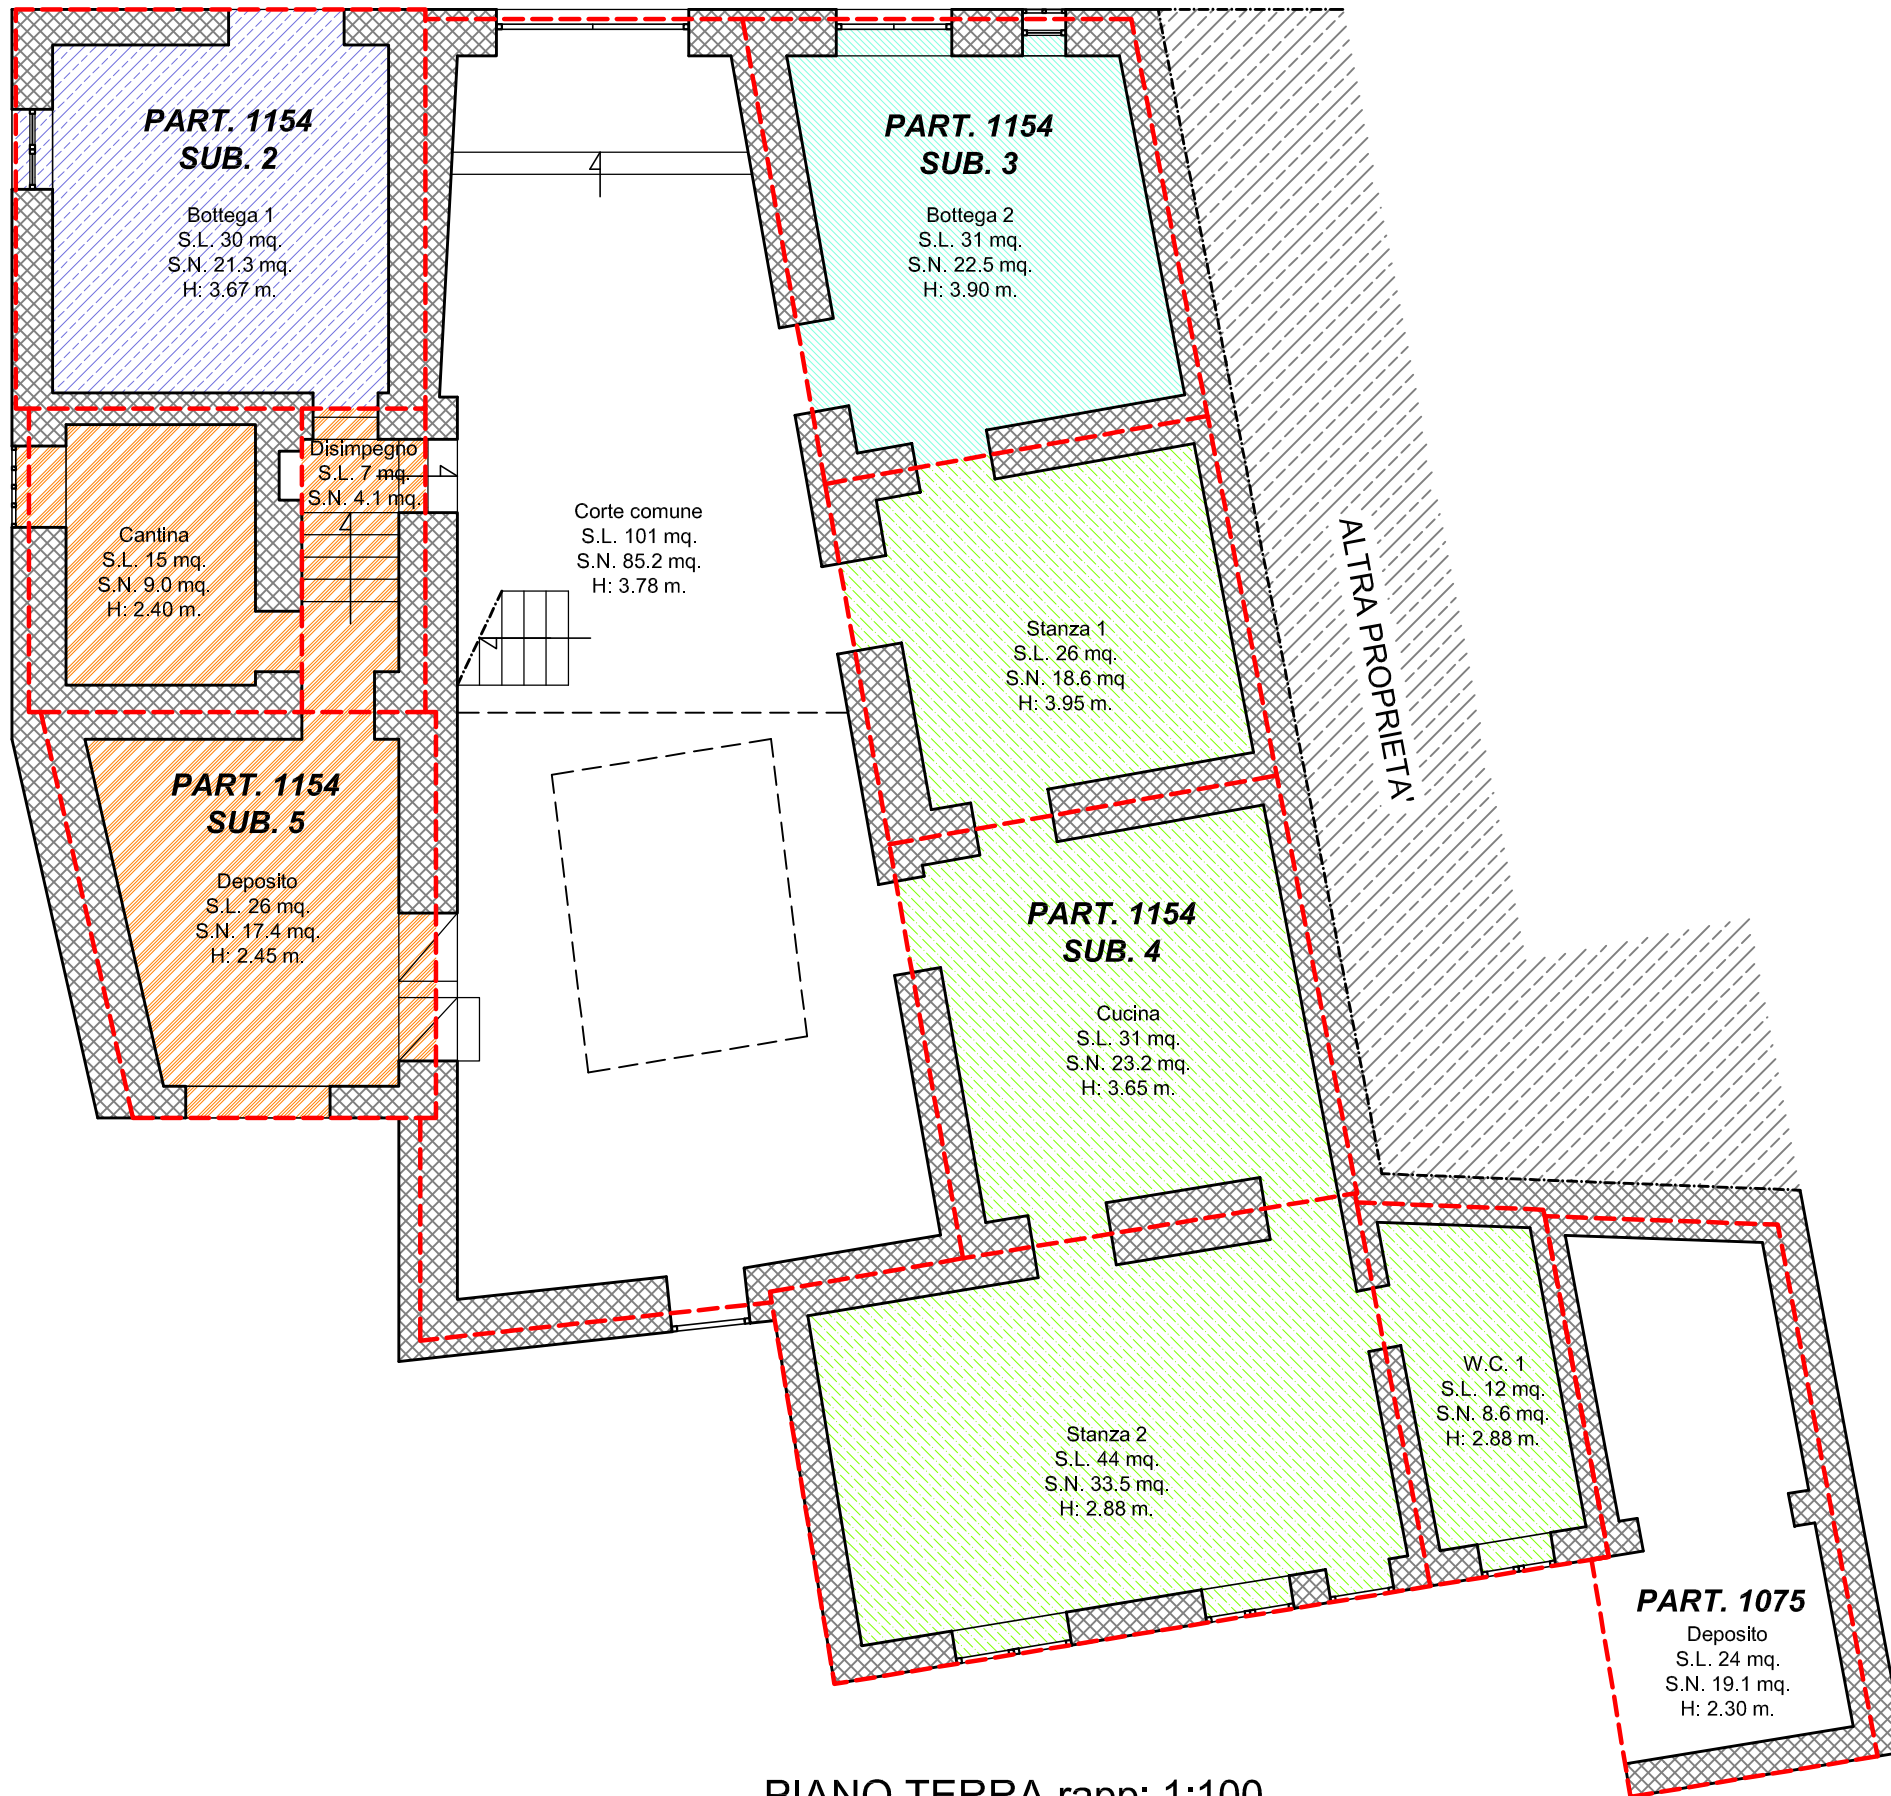 PART. 1154
SUB. 2
Bottega 1
S.L. 30 mq.
S.N. 21.3 mq.
H: 3.67 m.
PART. 1154
SUB. 3
Bottega 2
S.L. 31 mq.
S.N. 22.5 mq.
H: 3.90 m.
Disimpegno
S.L. 7 mq.
S.N. 4.1 mq.
Cantina
S.L. 15 mq.
S.N. 9.0 mq.
H: 2.40 m.
Corte comune
S.L. 101 mq.
S.N. 85.2 mq.
H: 3.78 m.
ALTRA PROPRIETA'
Stanza 1
S.L. 26 mq.
S.N. 18.6 mq
H: 3.95 m.
PART. 1154
SUB. 5
Deposito
S.L. 26 mq.
S.N. 17.4 mq.
H: 2.45 m.
PART. 1154
SUB. 4
Cucina
S.L. 31 mq.
S.N. 23.2 mq.
H: 3.65 m.
W.C. 1
S.L. 12 mq.
S.N. 8.6 mq.
H: 2.88 m.
Stanza 2
S.L. 44 mq.
S.N. 33.5 mq.
H: 2.88 m.
PART. 1075
Deposito
S.L. 24 mq.
S.N. 19.1 mq.
H: 2.30 m.
PIANO TERRA rapp: 1:100